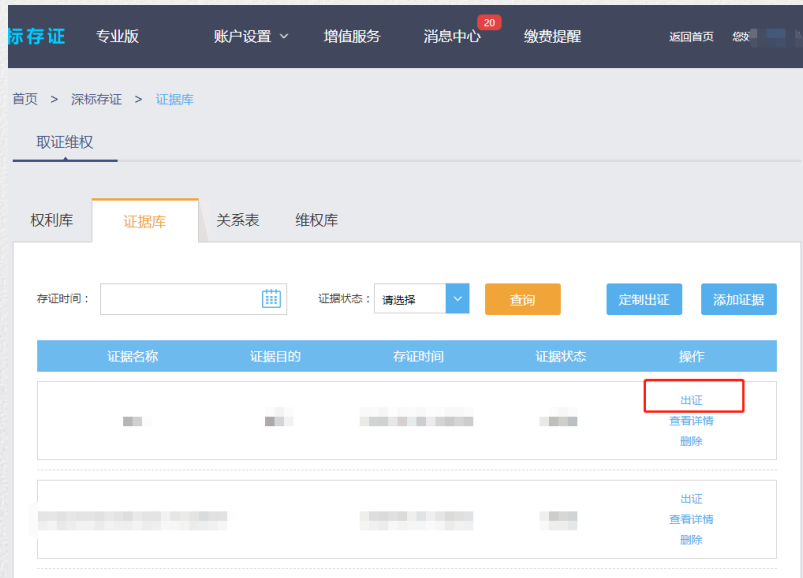 标存证 专业版 账户设置 增值服务 消息中心 20 缴费提醒 返回首页 您好
首页 > 深标存证 > 证据库
取证维权
权利库 证据库 关系表 维权库
存证时间： 证据状态： 请选择 查询 定制出证 添加证据
证据名称 证据目的 存证时间 证据状态 操作
出证
查看详情
删除
出证
查看详情
删除